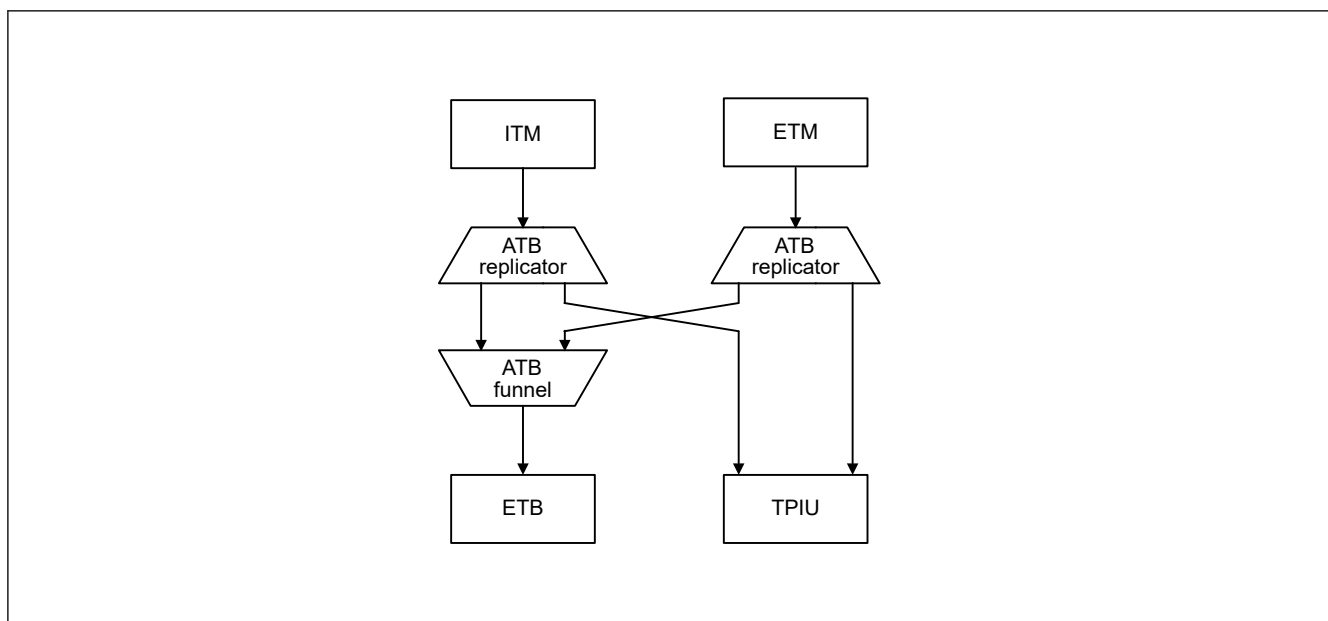 ITM
ETM
ATB
replicator
ATB
replicator
ATB
funnel
ETB
TPIU